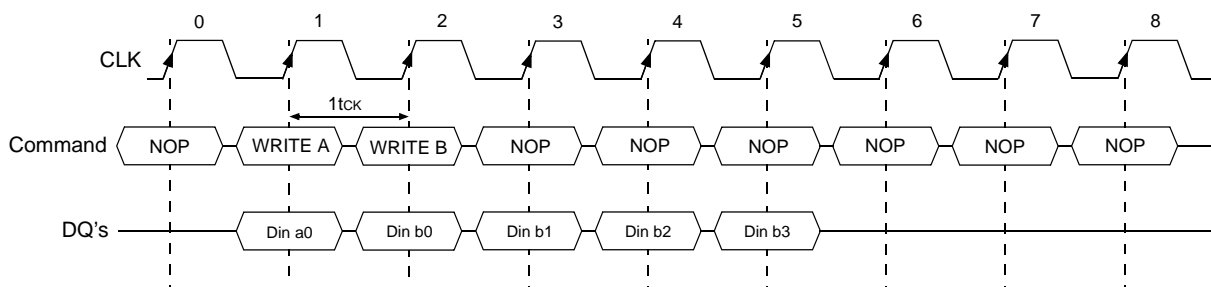 0 1 2 3 4 5 6 7 8
CLK
1tCK
Command NOP WRITE A WRITE B NOP NOP NOP NOP NOP NOP
DQ's Din a0 Din b0 Din b1 Din b2 Din b3